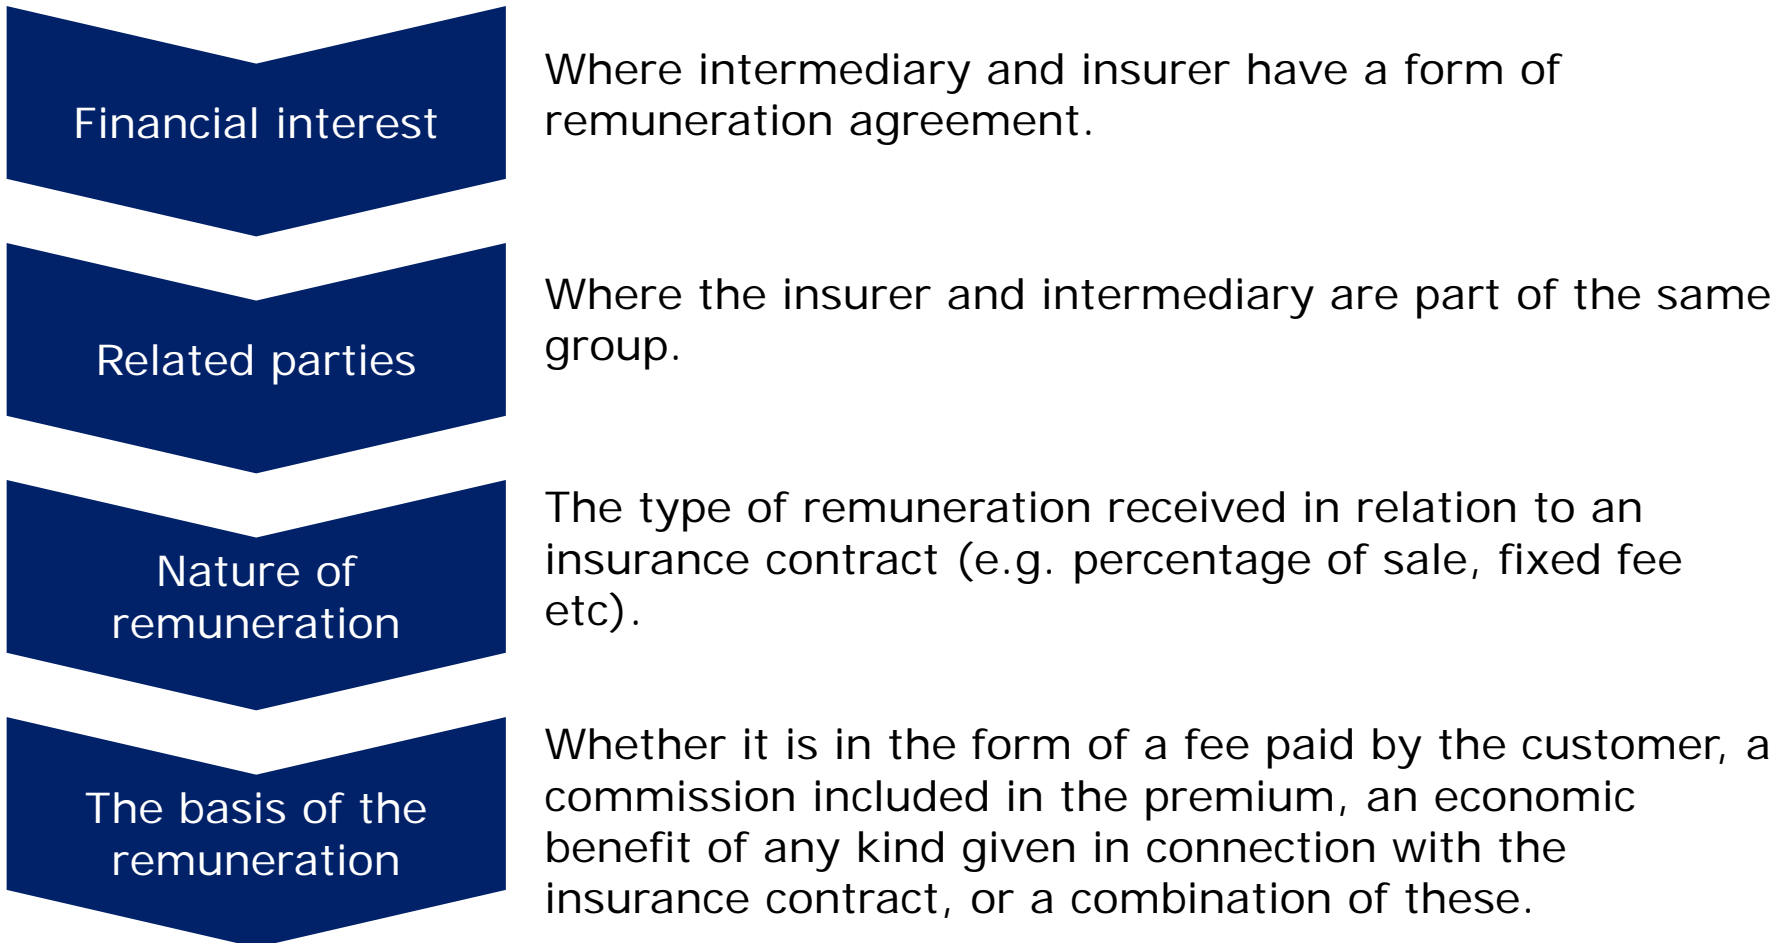 Financial interest
Where intermediary and insurer have a form of
remuneration agreement.
Related parties
Where the insurer and intermediary are part of the same
group.
Nature of
remuneration
The type of remuneration received in relation to an
insurance contract (e.g. percentage of sale, fixed fee
etc).
The basis of the
remuneration
Whether it is in the form of a fee paid by the customer, a
commission included in the premium, an economic
benefit of any kind given in connection with the
insurance contract, or a combination of these.